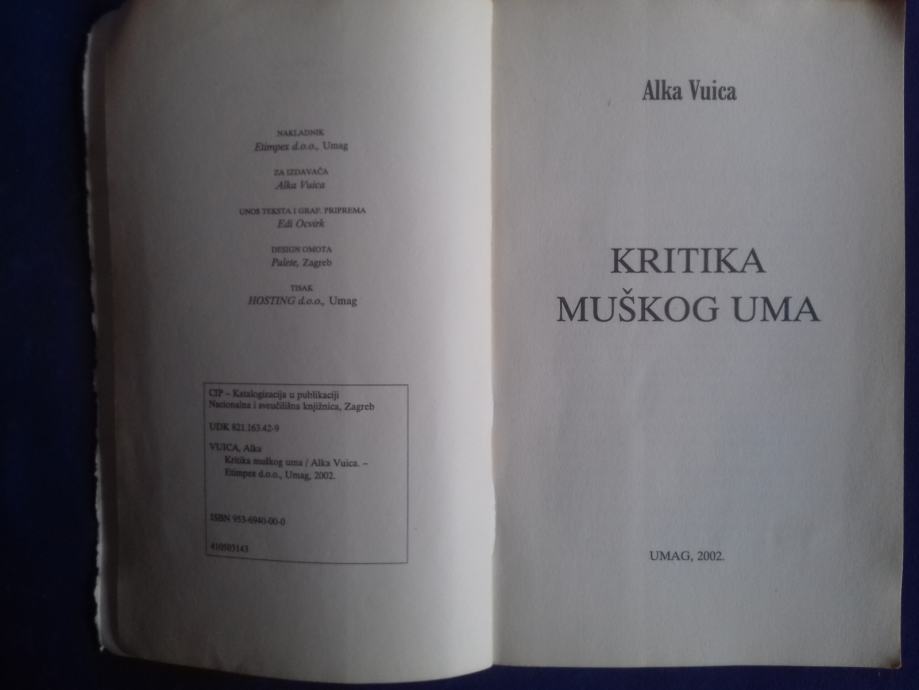 NAKLADNIK
Etimpex d.o.o., Umag
ZA IZDAVAČA
Alka Vuica
UNOS TEKSTA I GRAF. PRIPREMA
Edi Ocvirk
DESIGN OMOTA
Palete, Zagreb
TISAK
HOSTING d.o.o., Umag
CIP – Katalogizacija u publikaciji
Nacionalna i sveučilišna knjižnica, Zagreb
UDK 821.163.42-9
VUICA, Alka
Kritika muškog uma / Alka Vuica. –
Etimpex d.o.o., Umag, 2002.
ISBN 953-6940-00-0
410503143
Alka Vuica
KRITIKA
MUŠKOG UMA
UMAG, 2002.